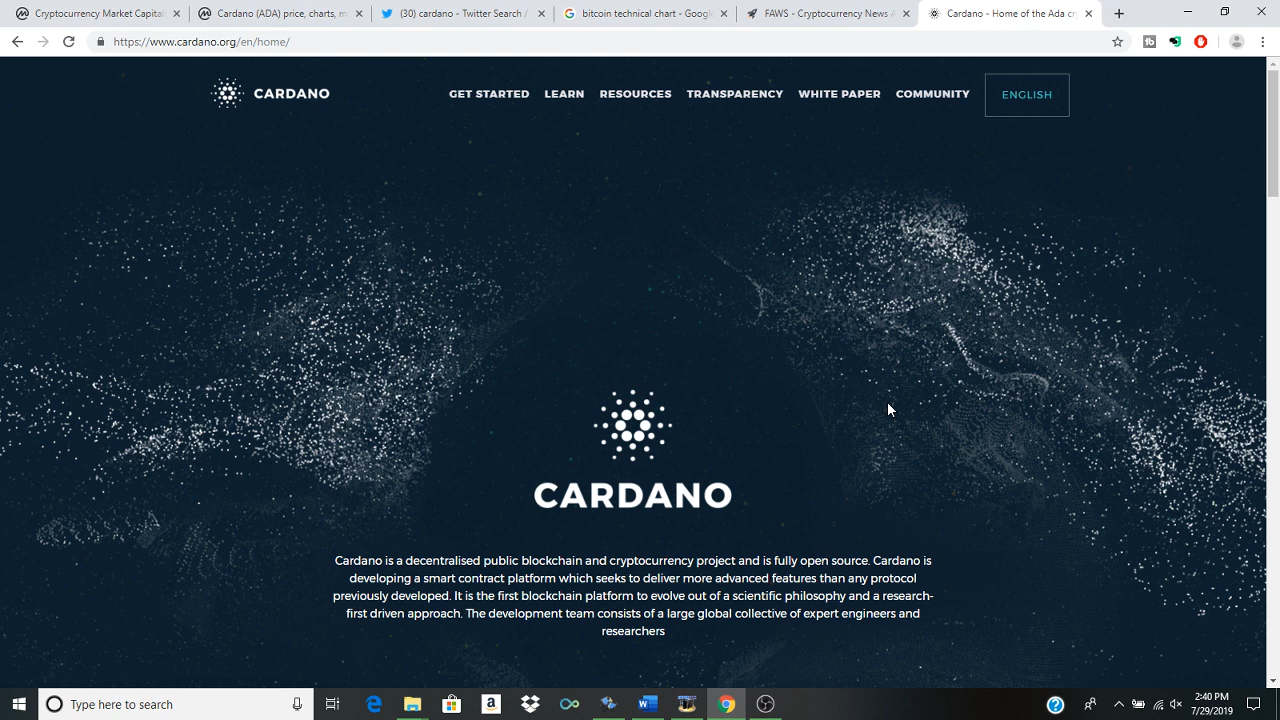 Cryptocurrency Market Capitali
Cardano (ADA) price, charts, m
(30) cardano - Twitter Search /
bitcoin technical chart - Google
FAWS - Cryptocurrency News A
Cardano - Home of the Ada cr
https://www.cardano.org/en/home/
CARDANO
GET STARTED
LEARN
RESOURCES
TRANSPARENCY
WHITE PAPER
COMMUNITY
ENGLISH
CARDANO
Cardano is a decentralised public blockchain and cryptocurrency project and is fully open source. Cardano is
developing a smart contract platform which seeks to deliver more advanced features than any protocol
previously developed. It is the first blockchain platform to evolve out of a scientific philosophy and a research-
first driven approach. The development team consists of a large global collective of expert engineers and
researchers
Type here to search
2:40 PM
7/29/2019